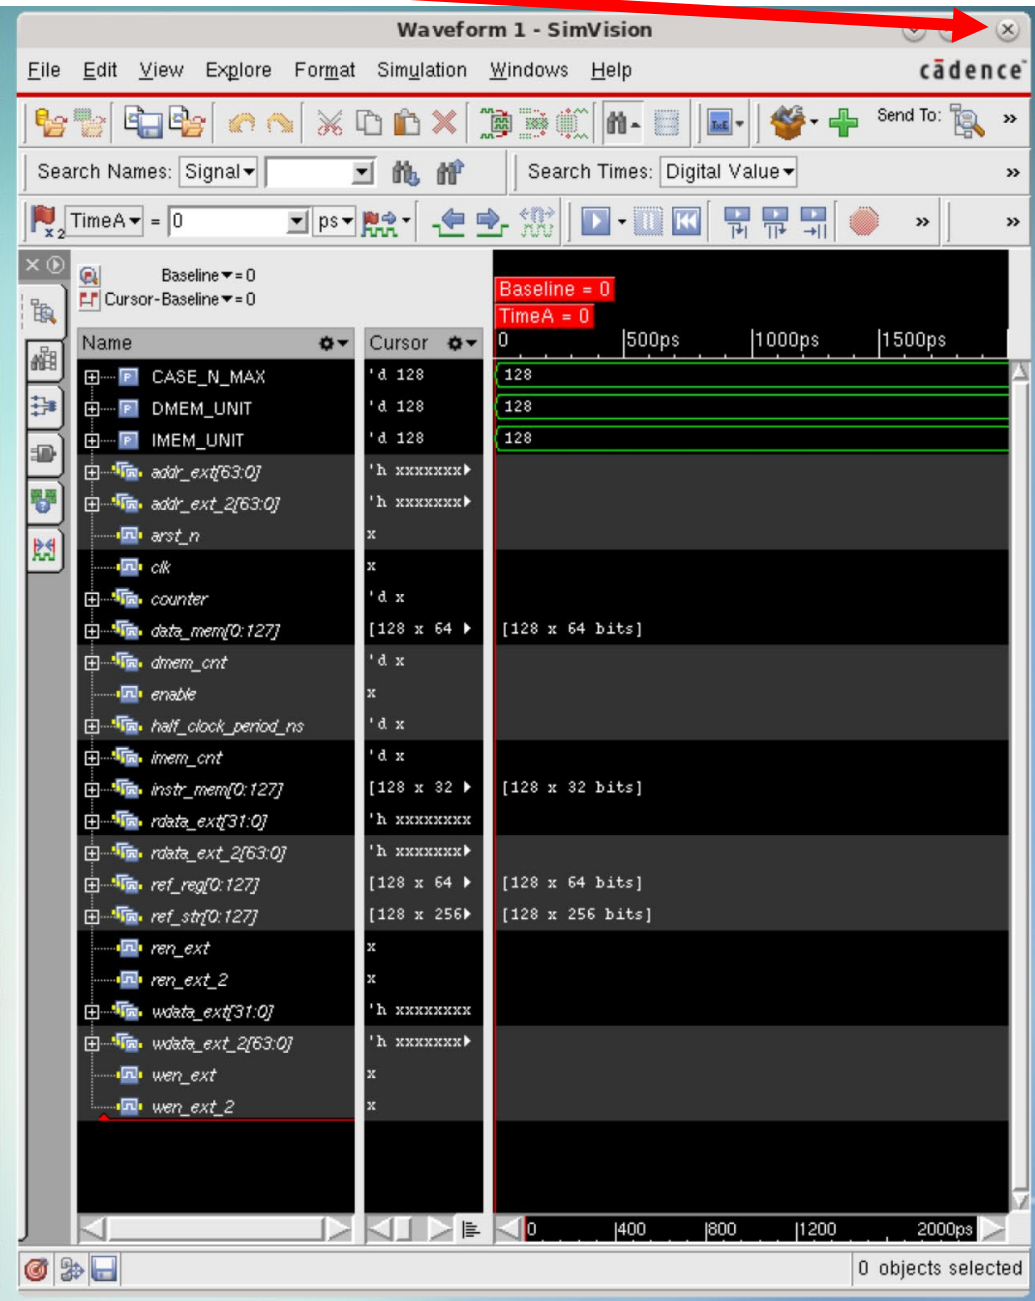 Waveform 1 - SimVision
File Edit View Explore Format Simulation Windows Help cādence
Send To:
Search Names: Signal Search Times: Digital Value
x2 TimeA = 0 ps
Baseline = 0
Cursor-Baseline = 0
Baseline = 0
TimeA = 0
Name Cursor 0 500ps 1000ps 1500ps
CASE_N_MAX 'd 128 128
DMEM_UNIT 'd 128 128
IMEM_UNIT 'd 128 128
addr_ext[63:0] 'h xxxxxxx
addr_ext_2[63:0] 'h xxxxxxx
arst_n x
clk x
counter 'd x
data_mem[0:127] [128 x 64 [128 x 64 bits]
dmem_cnt 'd x
enable x
half_clock_period_ns 'd x
imem_cnt 'd x
instr_mem[0:127] [128 x 32 [128 x 32 bits]
rdata_ext[31:0] 'h xxxxxxxx
rdata_ext_2[63:0] 'h xxxxxxx
ref_reg[0:127] [128 x 64 [128 x 64 bits]
ref_str[0:127] [128 x 256 [128 x 256 bits]
ren_ext x
ren_ext_2 x
wdata_ext[31:0] 'h xxxxxxxx
wdata_ext_2[63:0] 'h xxxxxxx
wen_ext x
wen_ext_2 x
0 400 800 1200 2000ps
0 objects selected